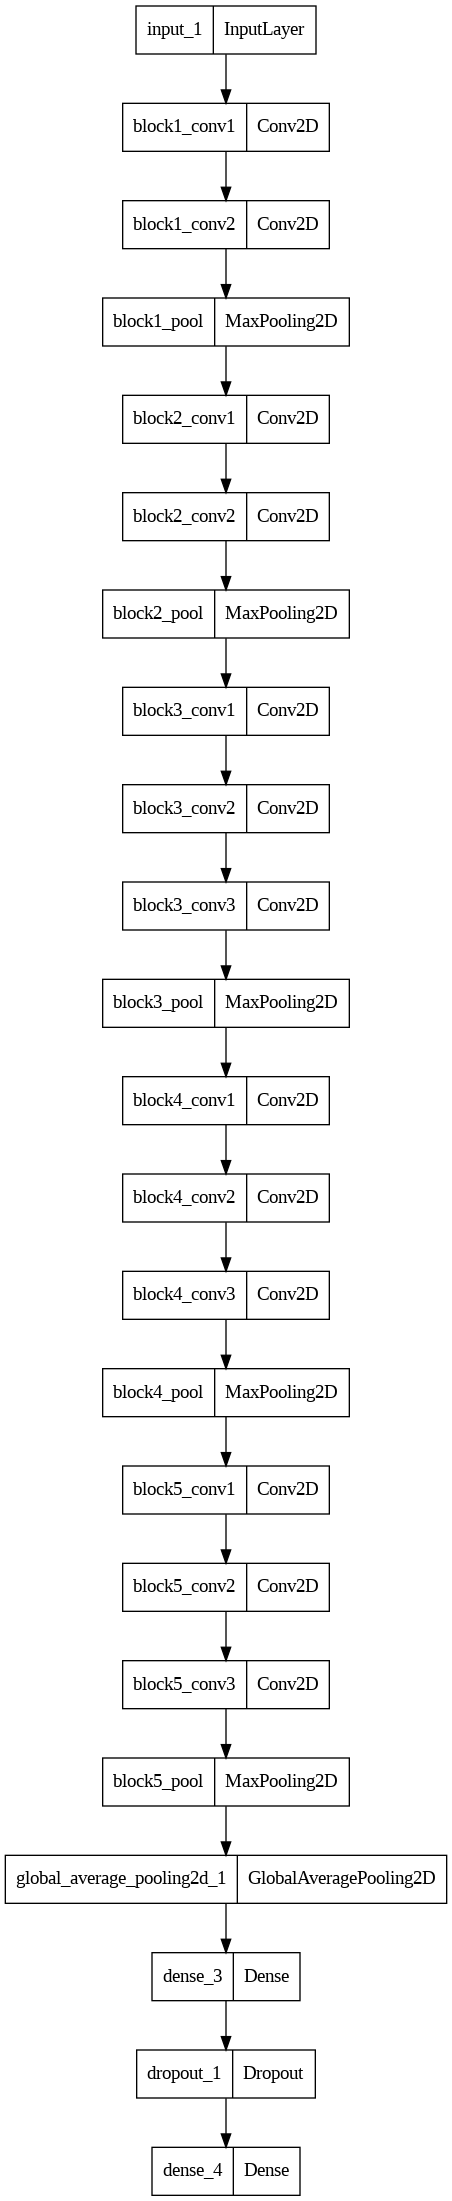 input_1 InputLayer
block1_conv1 Conv2D
block1_conv2 Conv2D
block1_pool MaxPooling2D
block2_conv1 Conv2D
block2_conv2 Conv2D
block2_pool MaxPooling2D
block3_conv1 Conv2D
block3_conv2 Conv2D
block3_conv3 Conv2D
block3_pool MaxPooling2D
block4_conv1 Conv2D
block4_conv2 Conv2D
block4_conv3 Conv2D
block4_pool MaxPooling2D
block5_conv1 Conv2D
block5_conv2 Conv2D
block5_conv3 Conv2D
block5_pool MaxPooling2D
global_average_pooling2d_1 GlobalAveragePooling2D
dense_3 Dense
dropout_1 Dropout
dense_4 Dense